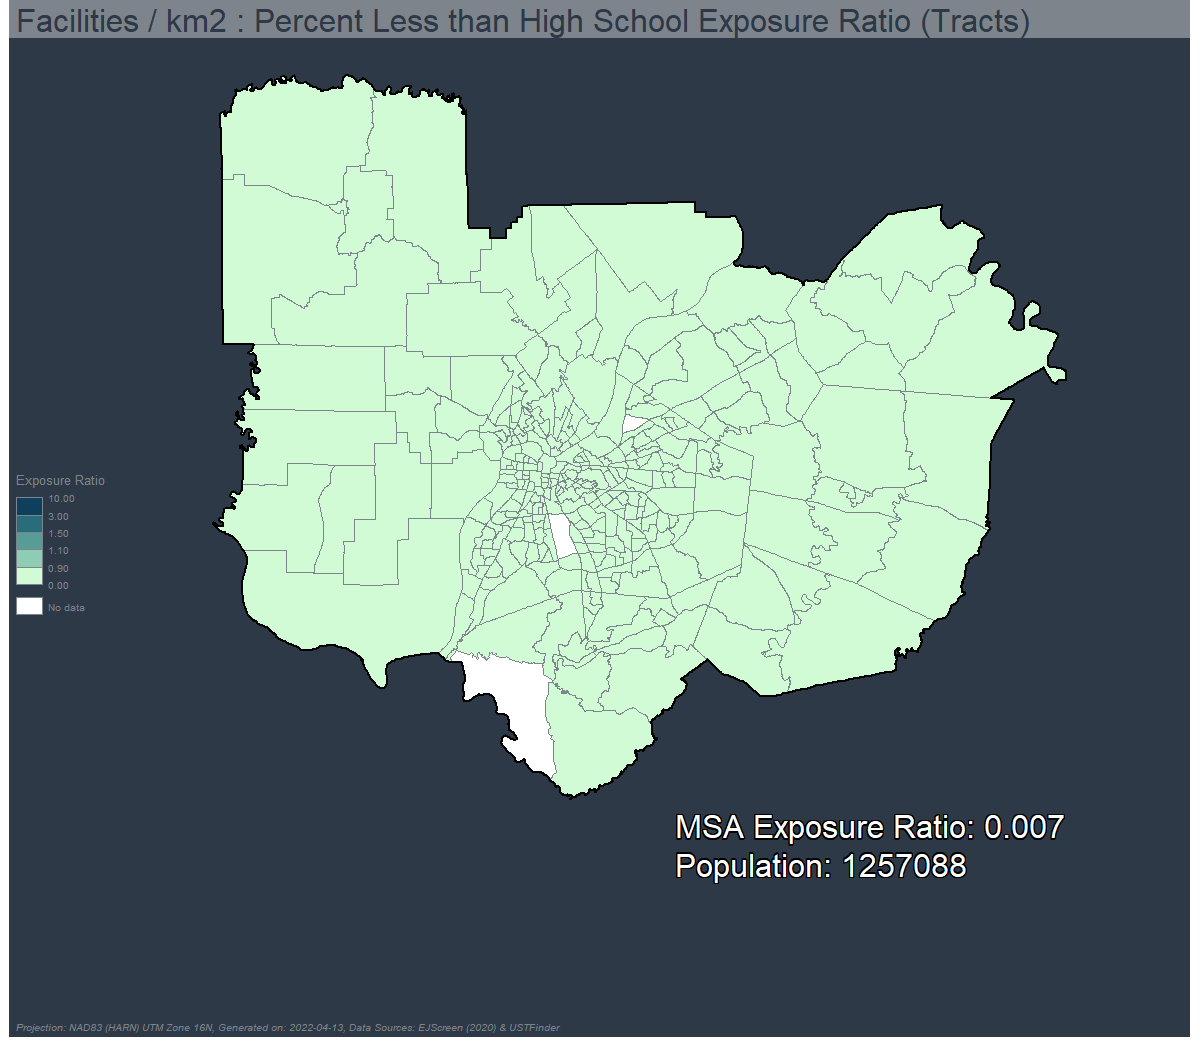 Facilities / km2 : Percent Less than High School Exposure Ratio (Tracts)
Exposure Ratio
10.00
3.00
1.50
1.10
0.90
0.00
No data
MSA Exposure Ratio: 0.007
Population: 1257088
Projection: NAD83 (HARN) UTM Zone 16N, Generated on: 2022-04-13, Data Sources: EJScreen (2020) & USTFinder